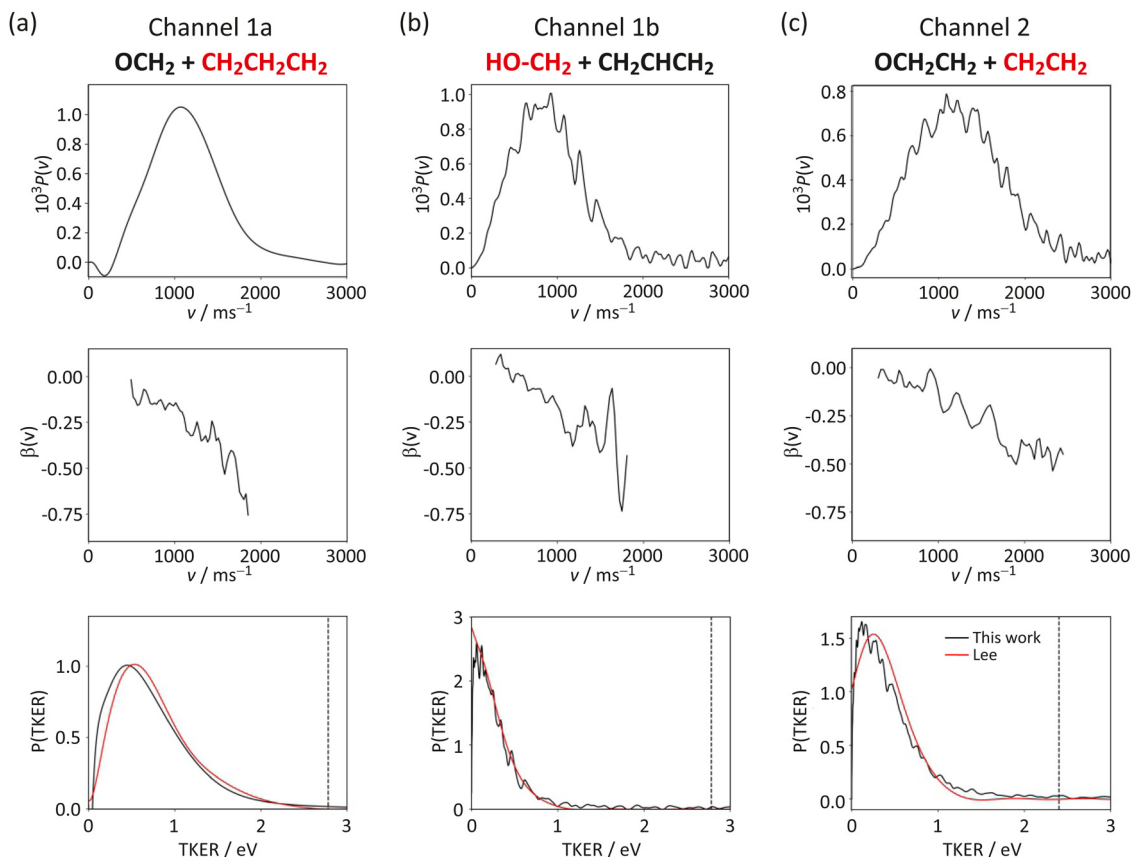 (a) Channel 1a
OCH₂ + CH₂CH₂CH₂
(b) Channel 1b
HO-CH₂ + CH₂CHCH₂
(c) Channel 2
OCH₂CH₂ + CH₂CH₂
10³P(v)
1.0
0.8
0.6
0.4
0.2
0.0
0 1000 2000 3000
v / ms⁻¹
10³P(v)
1.0
0.8
0.6
0.4
0.2
0
0 1000 2000 3000
v / ms⁻¹
10³P(v)
0.8
0.6
0.4
0.2
0.0
0 1000 2000 3000
v / ms⁻¹
β(v)
0.00
-0.25
-0.50
-0.75
0 1000 2000 3000
v / ms⁻¹
β(v)
0.00
-0.25
-0.50
-0.75
0 1000 2000 3000
v / ms⁻¹
β(v)
0.00
-0.25
-0.50
-0.75
0 1000 2000 3000
v / ms⁻¹
P(TKER)
1.0
0.5
0.0
0 1 2 3
TKER / eV
P(TKER)
3
2
1
0
0 1 2 3
TKER / eV
P(TKER)
1.5
1.0
0.5
0.0
This work
Lee
0 1 2 3
TKER / eV